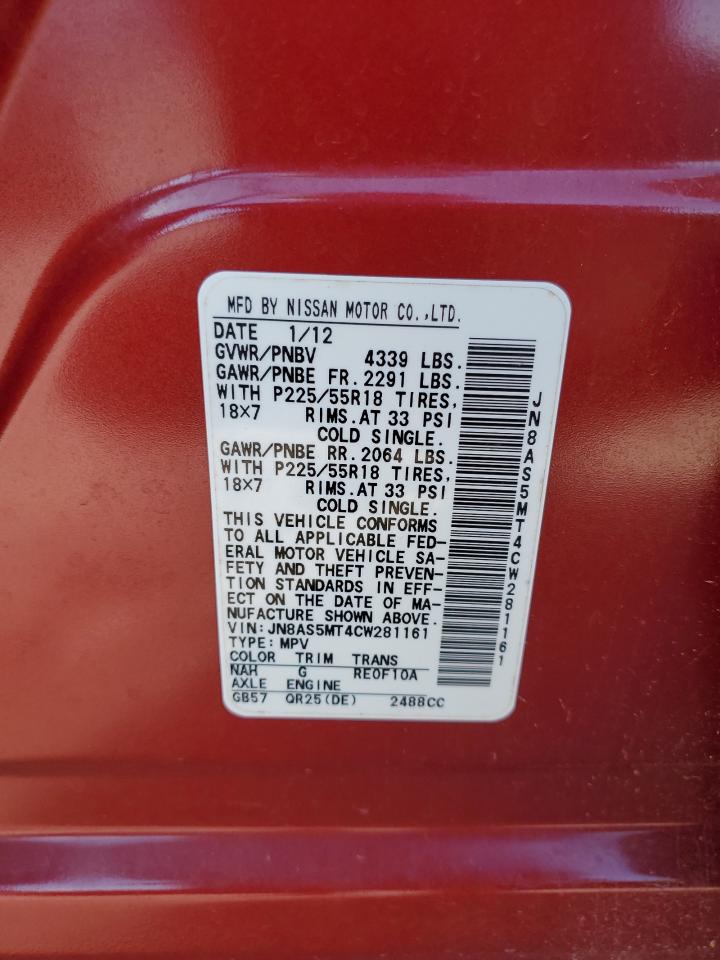 MFD BY NISSAN MOTOR CO.,LTD.
DATE 1/12
GVWR/PNBV 4339 LBS.
GAWR/PNBE FR.2291 LBS.
WITH P225/55R18 TIRES,
18×7 RIMS.AT 33 PSI
COLD SINGLE.
GAWR/PNBE RR.2064 LBS.
WITH P225/55R18 TIRES,
18×7 RIMS.AT 33 PSI
COLD SINGLE.
THIS VEHICLE CONFORMS
TO ALL APPLICABLE FED-
ERAL MOTOR VEHICLE SA-
FETY AND THEFT PREVEN-
TION STANDARDS IN EFF-
ECT ON THE DATE OF MA-
NUFACTURE SHOWN ABOVE.
VIN:JN8AS5MT4CW281161
TYPE:MPV
COLOR TRIM TRANS
NAH G RE0F10A
AXLE ENGINE
GB57 QR25(DE) 2488CC
JN8AS5MT4CW281161